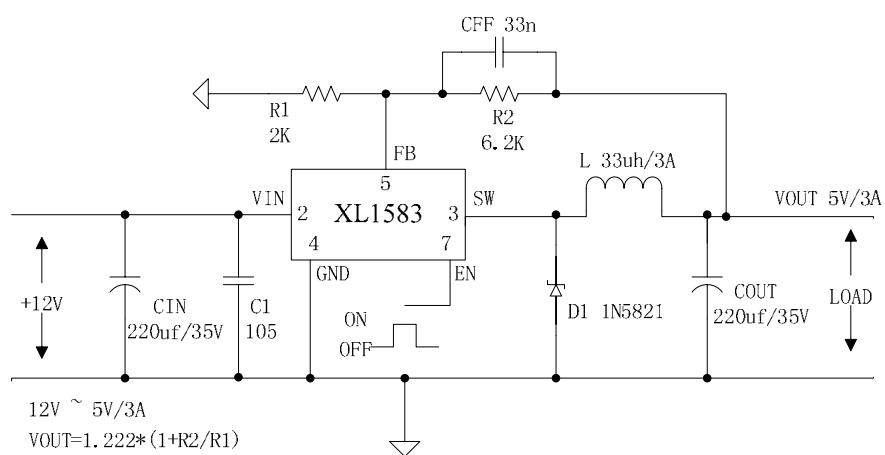 CFF 33n
R1
2K
R2
6.2K
FB
L 33uh/3A
VIN
5
SW
VOUT 5V/3A
2
XL1583
3
4
7
GND
EN
+12V
CIN
220uf/35V
C1
105
ON
OFF
D1 1N5821
COUT
220uf/35V
LOAD
12V ~ 5V/3A
VOUT=1.222*(1+R2/R1)